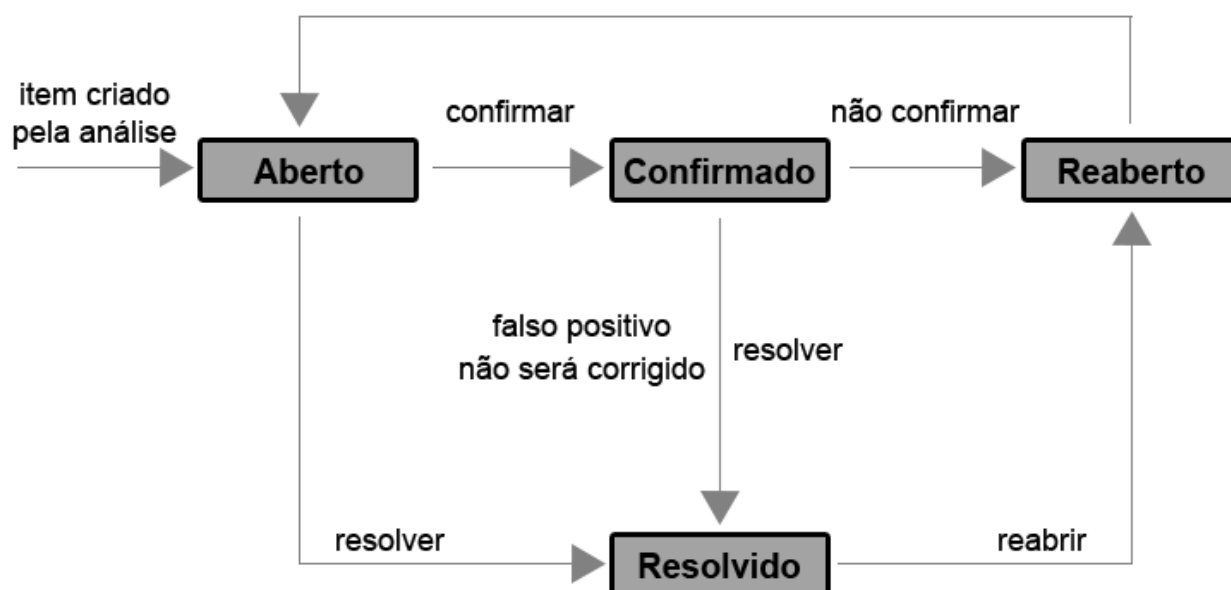 item criado
pela análise
confirmar
não confirmar
Aberto
Confirmado
Reaberto
falso positivo
não será corrigido
resolver
resolver
reabrir
Resolvido